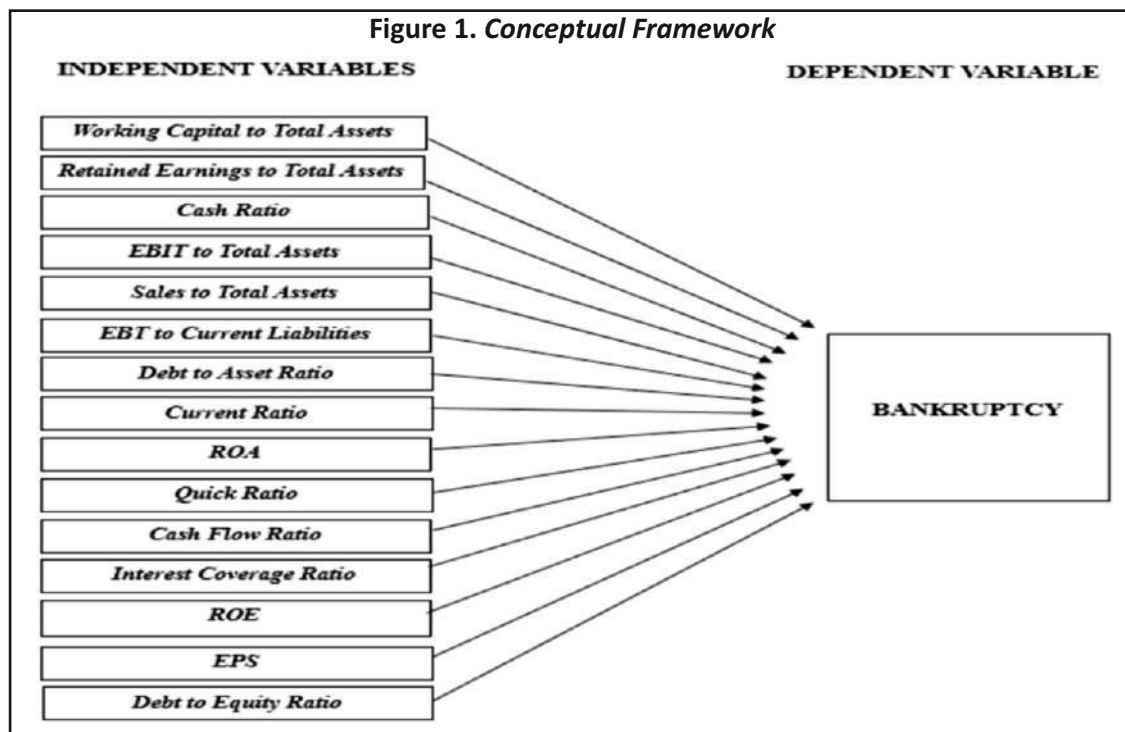 Figure 1. Conceptual Framework
INDEPENDENT VARIABLES
DEPENDENT VARIABLE
Working Capital to Total Assets
Retained Earnings to Total Assets
Cash Ratio
EBIT to Total Assets
Sales to Total Assets
EBT to Current Liabilities
Debt to Asset Ratio
Current Ratio
ROA
Quick Ratio
Cash Flow Ratio
Interest Coverage Ratio
ROE
EPS
Debt to Equity Ratio
BANKRUPTCY